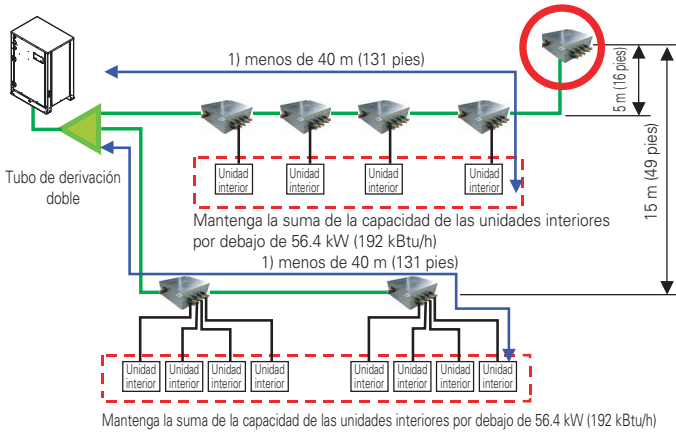 1) menos de 40 m (131 pies)
5 m (16 pies)
15 m (49 pies)
Tubo de derivación
doble
Unidad
interior
Unidad
interior
Unidad
interior
Unidad
interior
Mantenga la suma de la capacidad de las unidades interiores
por debajo de 56.4 kW (192 kBtu/h)
1) menos de 40 m (131 pies)
Unidad
interior
Unidad
interior
Unidad
interior
Unidad
interior
Unidad
interior
Unidad
interior
Unidad
interior
Unidad
interior
Mantenga la suma de la capacidad de las unidades interiores por debajo de 56.4 kW (192 kBtu/h)